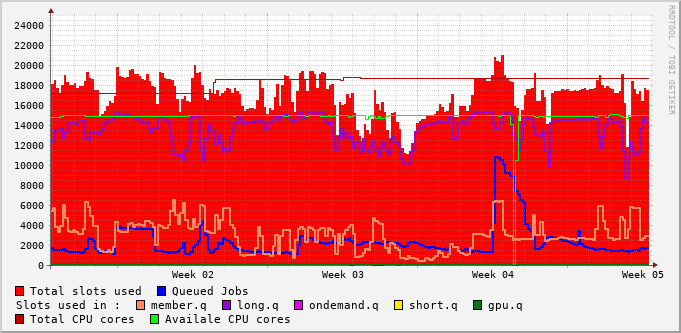 RRDTOOL / TOBI OETIKER
24000
22000
20000
18000
16000
14000
12000
10000
8000
6000
4000
2000
0
Week 02 Week 03 Week 04 Week 05
Total slots used Queued Jobs
Slots used in : member.q long.q ondemand.q short.q gpu.q
Total CPU cores Availale CPU cores